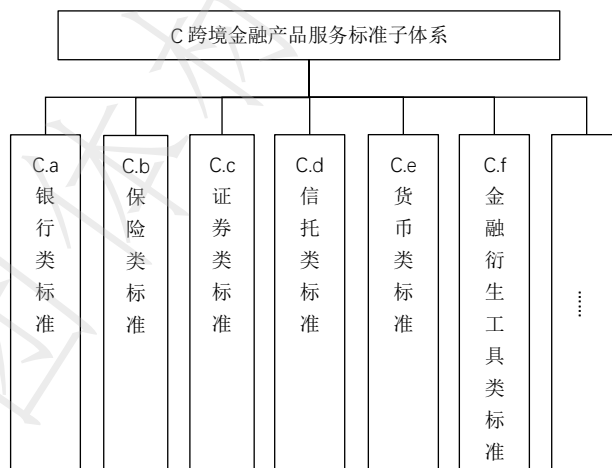 C 跨境金融产品服务标准子体系
C.a
银行类标准
C.b
保险类标准
C.c
证券类标准
C.d
信托类标准
C.e
货币类标准
C.f
金融衍生工具类标准
……